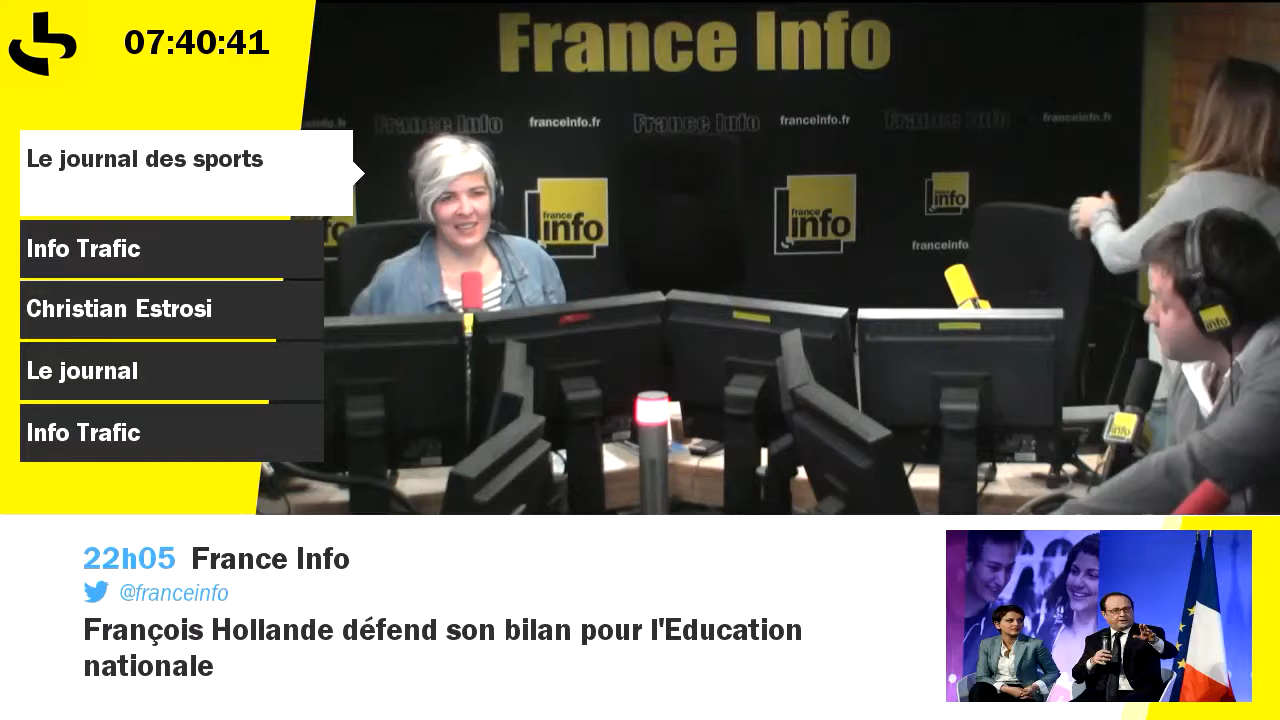 07:40:41
France Info
Le journal des sports
Info Trafic
Christian Estrosi
Le journal
Info Trafic
France Info
franceinfo.fr
France Info
franceinfo.fr
France Info
franceinfo.fr
france
info
france
info
info
franceinfo
info
info
22h05 France Info
@franceinfo
François Hollande défend son bilan pour l'Education
nationale